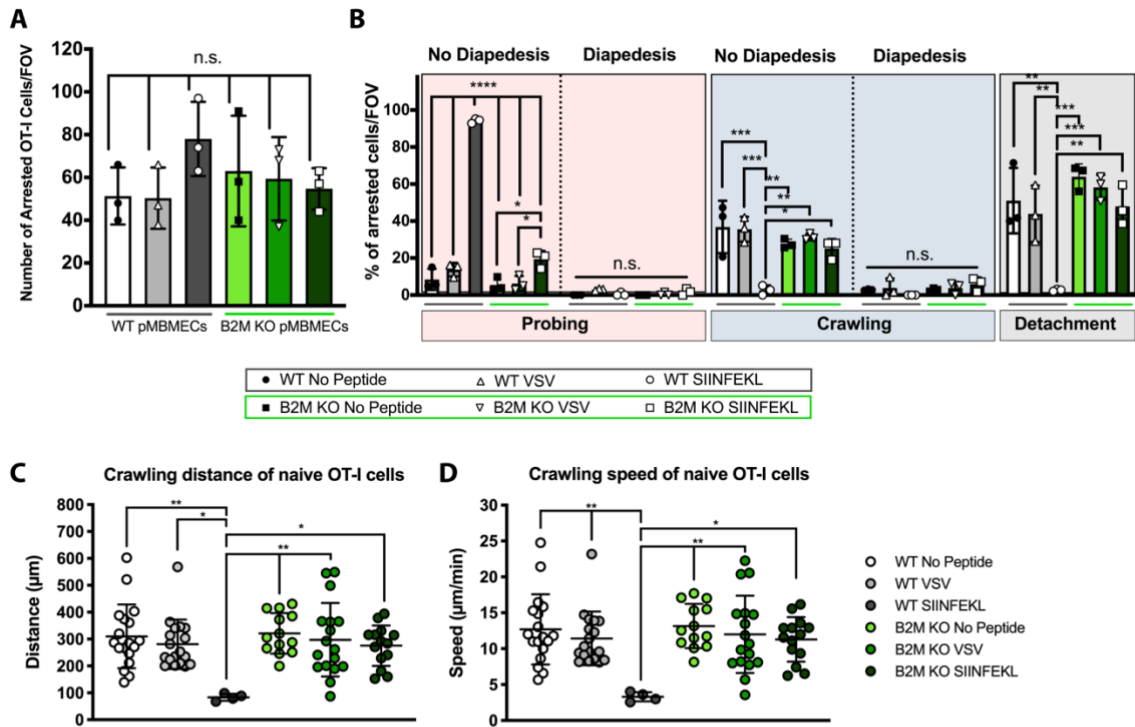 A
Number of Arrested OT-I Cells/FOV
120
100
80
60
40
20
0
n.s.
WT pMBMECs
B2M KO pMBMECs
B
No Diapedesis
Diapedesis
No Diapedesis
Diapedesis
% of arrested cells/FOV
100
80
60
40
20
0
****
*
*
n.s.
***
***
**
**
*
n.s.
**
**
***
***
**
Probing
Crawling
Detachment
WT No Peptide
WT VSV
WT SIINFEKL
B2M KO No Peptide
B2M KO VSV
B2M KO SIINFEKL
C
Crawling distance of naive OT-I cells
Distance (µm)
800
700
600
500
400
300
200
100
0
**
*
*
**
D
Crawling speed of naive OT-I cells
Speed (µm/min)
30
25
20
15
10
5
0
**
*
**
WT No Peptide
WT VSV
WT SIINFEKL
B2M KO No Peptide
B2M KO VSV
B2M KO SIINFEKL